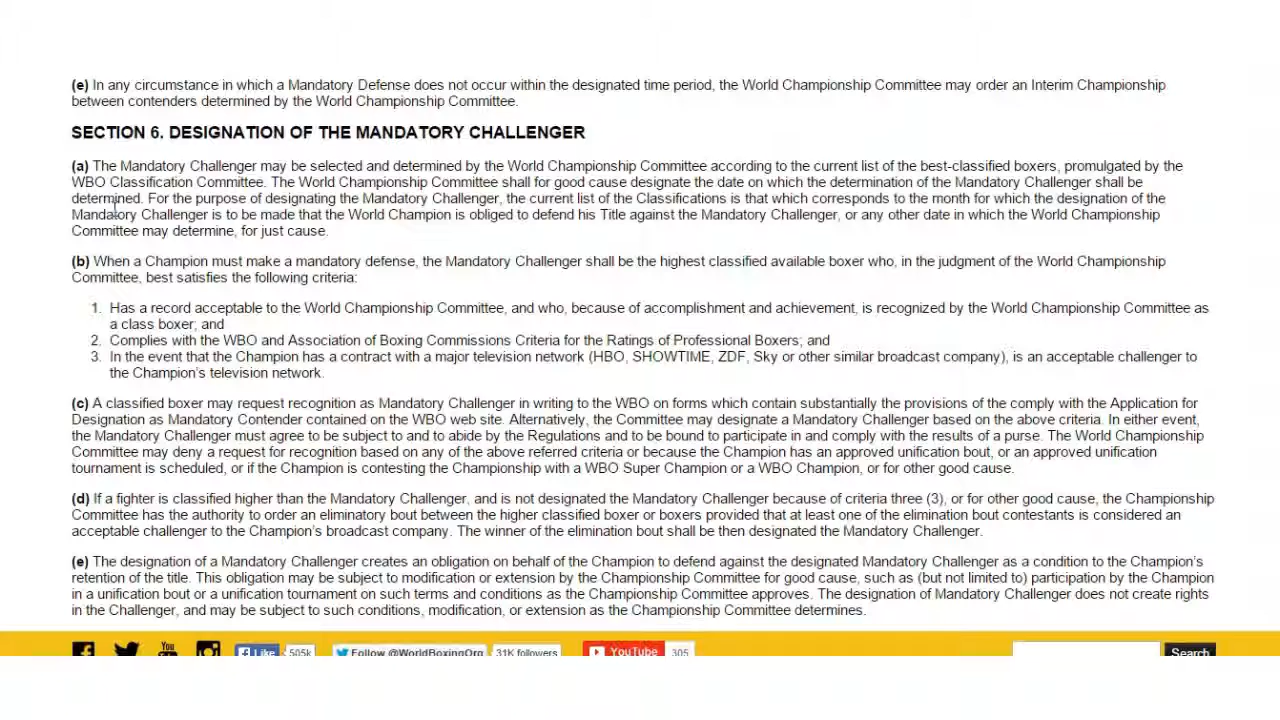 (e) In any circumstance in which a Mandatory Defense does not occur within the designated time period, the World Championship Committee may order an Interim Championship
between contenders determined by the World Championship Committee.
SECTION 6. DESIGNATION OF THE MANDATORY CHALLENGER
(a) The Mandatory Challenger may be selected and determined by the World Championship Committee according to the current list of the best-classified boxers, promulgated by the
WBO Classification Committee. The World Championship Committee shall for good cause designate the date on which the determination of the Mandatory Challenger shall be
determined. For the purpose of designating the Mandatory Challenger, the current list of the Classifications is that which corresponds to the month for which the designation of the
Mandatory Challenger is to be made that the World Champion is obliged to defend his Title against the Mandatory Challenger, or any other date in which the World Championship
Committee may determine, for just cause.
(b) When a Champion must make a mandatory defense, the Mandatory Challenger shall be the highest classified available boxer who, in the judgment of the World Championship
Committee, best satisfies the following criteria:
1. Has a record acceptable to the World Championship Committee, and who, because of accomplishment and achievement, is recognized by the World Championship Committee as
a class boxer; and
2. Complies with the WBO and Association of Boxing Commissions Criteria for the Ratings of Professional Boxers; and
3. In the event that the Champion has a contract with a major television network (HBO, SHOWTIME, ZDF, Sky or other similar broadcast company), is an acceptable challenger to
the Champion's television network.
(c) A classified boxer may request recognition as Mandatory Challenger in writing to the WBO on forms which contain substantially the provisions of the comply with the Application for
Designation as Mandatory Contender contained on the WBO web site. Alternatively, the Committee may designate a Mandatory Challenger based on the above criteria. In either event,
the Mandatory Challenger must agree to be subject to and to abide by the Regulations and to be bound to participate in and comply with the results of a purse. The World Championship
Committee may deny a request for recognition based on any of the above referred criteria or because the Champion has an approved unification bout, or an approved unification
tournament is scheduled, or if the Champion is contesting the Championship with a WBO Super Champion or a WBO Champion, or for other good cause.
(d) If a fighter is classified higher than the Mandatory Challenger, and is not designated the Mandatory Challenger because of criteria three (3), or for other good cause, the Championship
Committee has the authority to order an eliminatory bout between the higher classified boxer or boxers provided that at least one of the elimination bout contestants is considered an
acceptable challenger to the Champion's broadcast company. The winner of the elimination bout shall be then designated the Mandatory Challenger.
(e) The designation of a Mandatory Challenger creates an obligation on behalf of the Champion to defend against the designated Mandatory Challenger as a condition to the Champion's
retention of the title. This obligation may be subject to modification or extension by the Championship Committee for good cause, such as (but not limited to) participation by the Champion
in a unification bout or a unification tournament on such terms and conditions as the Championship Committee approves. The designation of Mandatory Challenger does not create rights
in the Challenger, and may be subject to such conditions, modification, or extension as the Championship Committee determines.
You Like 505k Follow @WorldBoxingOrg 31K followers YouTube 305 Search